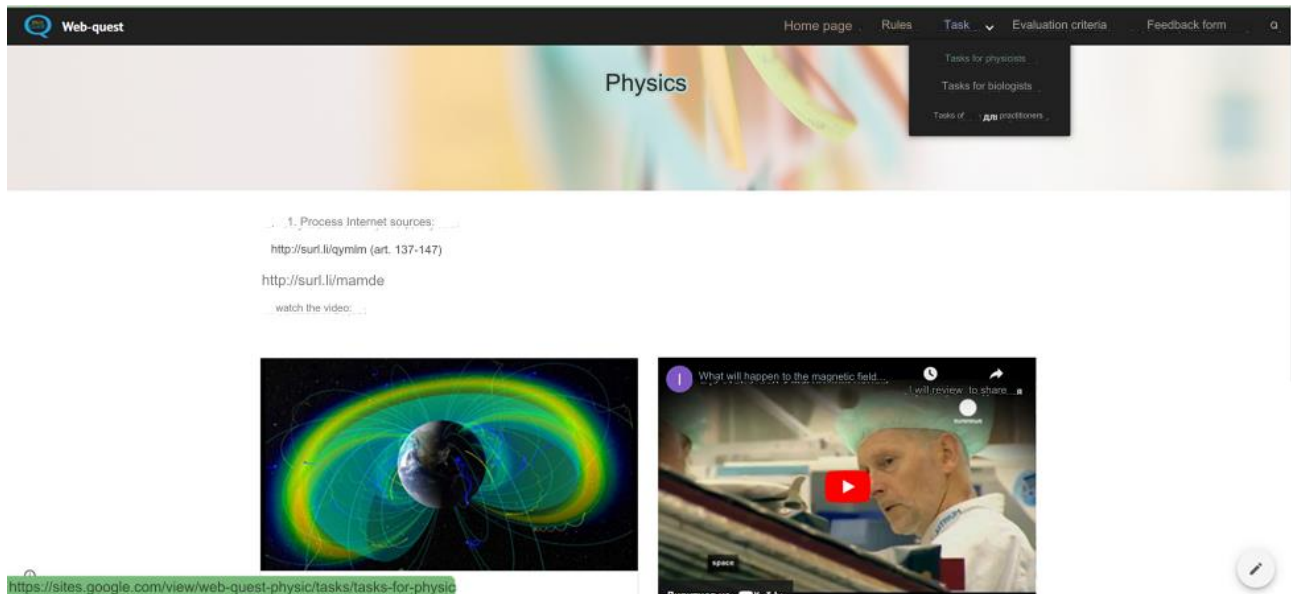 Web-quest
Home page Rules Task Evaluation criteria Feedback form
Tasks for physicists
Tasks for biologists
Tasks of для practitioners
Physics
1. Process Internet sources:
http://surl.li/qymlm (art. 137-147)
http://surl.li/mamde
watch the video:
What will happen to the magnetic field...
I will review to share
space
https://sites.google.com/view/web-quest-physic/tasks/tasks-for-physic